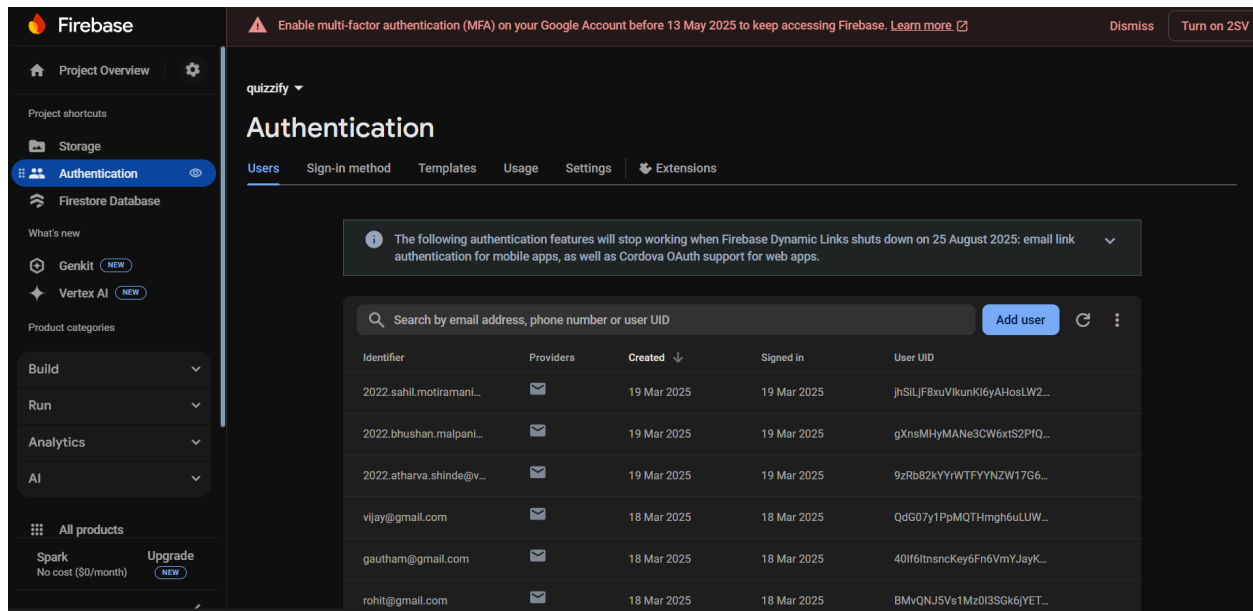 Firebase
Enable multi-factor authentication (MFA) on your Google Account before 13 May 2025 to keep accessing Firebase. Learn more
Dismiss
Turn on 2SV
Project Overview
Project shortcuts
Storage
Authentication
Firestore Database
What's new
Genkit NEW
Vertex AI NEW
Product categories
Build
Run
Analytics
AI
All products
Spark
No cost ($0/month)
Upgrade
NEW
quizzify
Authentication
Users Sign-in method Templates Usage Settings Extensions
The following authentication features will stop working when Firebase Dynamic Links shuts down on 25 August 2025: email link
authentication for mobile apps, as well as Cordova OAuth support for web apps.
Search by email address, phone number or user UID
Add user
Identifier Providers Created Signed in User UID
2022.sahil.motiramani... 19 Mar 2025 19 Mar 2025
2022.bhushan.malpani... 19 Mar 2025 19 Mar 2025 gXnsMHyMANe3CW6xtS2PfQ...
2022.atharva.shinde@v... 19 Mar 2025 19 Mar 2025 9zRb82kYYrWTFYYNZW17G6...
vijay@gmail.com 18 Mar 2025 18 Mar 2025 QdG07y1PpMQTHmgh6uLUW...
gautham@gmail.com 18 Mar 2025 18 Mar 2025
rohit@gmail.com 18 Mar 2025 18 Mar 2025